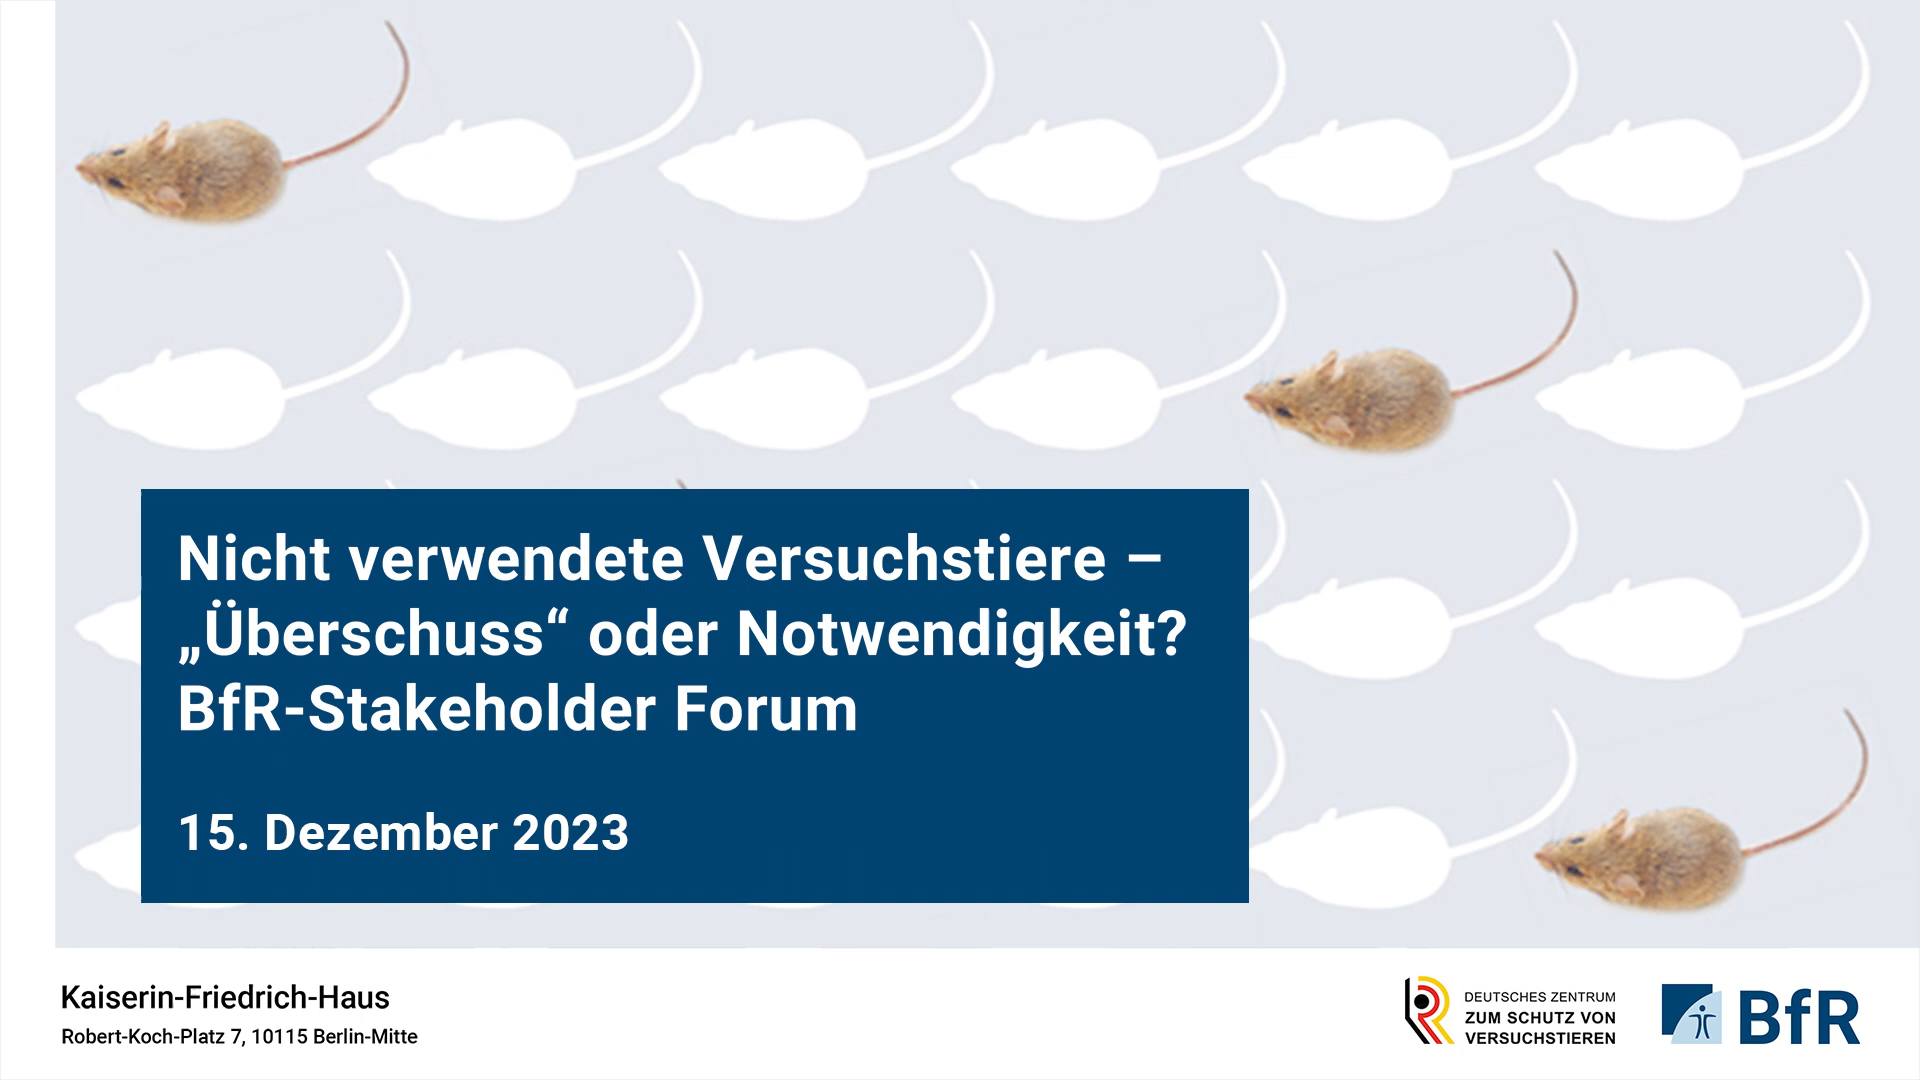 Nicht verwendete Versuchstiere –
„Überschuss“ oder Notwendigkeit?
BfR-Stakeholder Forum
15. Dezember 2023
Kaiserin-Friedrich-Haus
Robert-Koch-Platz 7, 10115 Berlin-Mitte
DEUTSCHES ZENTRUM
ZUM SCHUTZ VON
VERSUCHSTIEREN
BfR